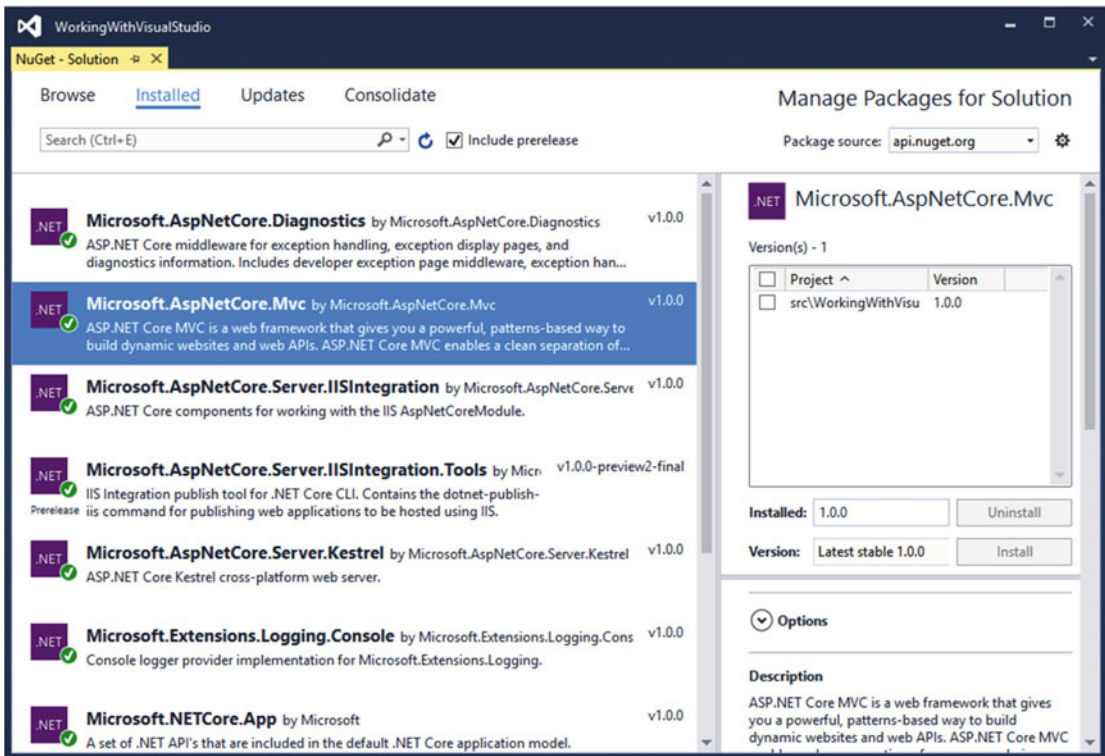 WorkingWithVisualStudio
NuGet - Solution
Browse Installed Updates Consolidate
Manage Packages for Solution
Search (Ctrl+E)
Include prerelease
Package source: api.nuget.org
.NET
Microsoft.AspNetCore.Diagnostics by Microsoft.AspNetCore.Diagnostics v1.0.0
ASP.NET Core middleware for exception handling, exception display pages, and
diagnostics information. Includes developer exception page middleware, exception han...
.NET
Microsoft.AspNetCore.Mvc by Microsoft.AspNetCore.Mvc v1.0.0
ASP.NET Core MVC is a web framework that gives you a powerful, patterns-based way to
build dynamic websites and web APIs. ASP.NET Core MVC enables a clean separation of...
.NET
Microsoft.AspNetCore.Server.IISIntegration by Microsoft.AspNetCore.Serve v1.0.0
ASP.NET Core components for working with the IIS AspNetCoreModule.
.NET
Prerelease
Microsoft.AspNetCore.Server.IISIntegration.Tools by Micr v1.0.0-preview2-final
IIS Integration publish tool for .NET Core CLI. Contains the dotnet-publish-
iis command for publishing web applications to be hosted using IIS.
.NET
Microsoft.AspNetCore.Server.Kestrel by Microsoft.AspNetCore.Server.Kestrel v1.0.0
ASP.NET Core Kestrel cross-platform web server.
.NET
Microsoft.Extensions.Logging.Console by Microsoft.Extensions.Logging.Cons v1.0.0
Console logger provider implementation for Microsoft.Extensions.Logging.
.NET
Microsoft.NETCore.App by Microsoft v1.0.0
A set of .NET API's that are included in the default .NET Core application model.
.NET
Microsoft.AspNetCore.Mvc
Version(s) - 1
Project Version
src\WorkingWithVisu 1.0.0
Installed: 1.0.0 Uninstall
Version: Latest stable 1.0.0 Install
Options
Description
ASP.NET Core MVC is a web framework that gives
you a powerful, patterns-based way to build
dynamic websites and web APIs. ASP.NET Core MVC